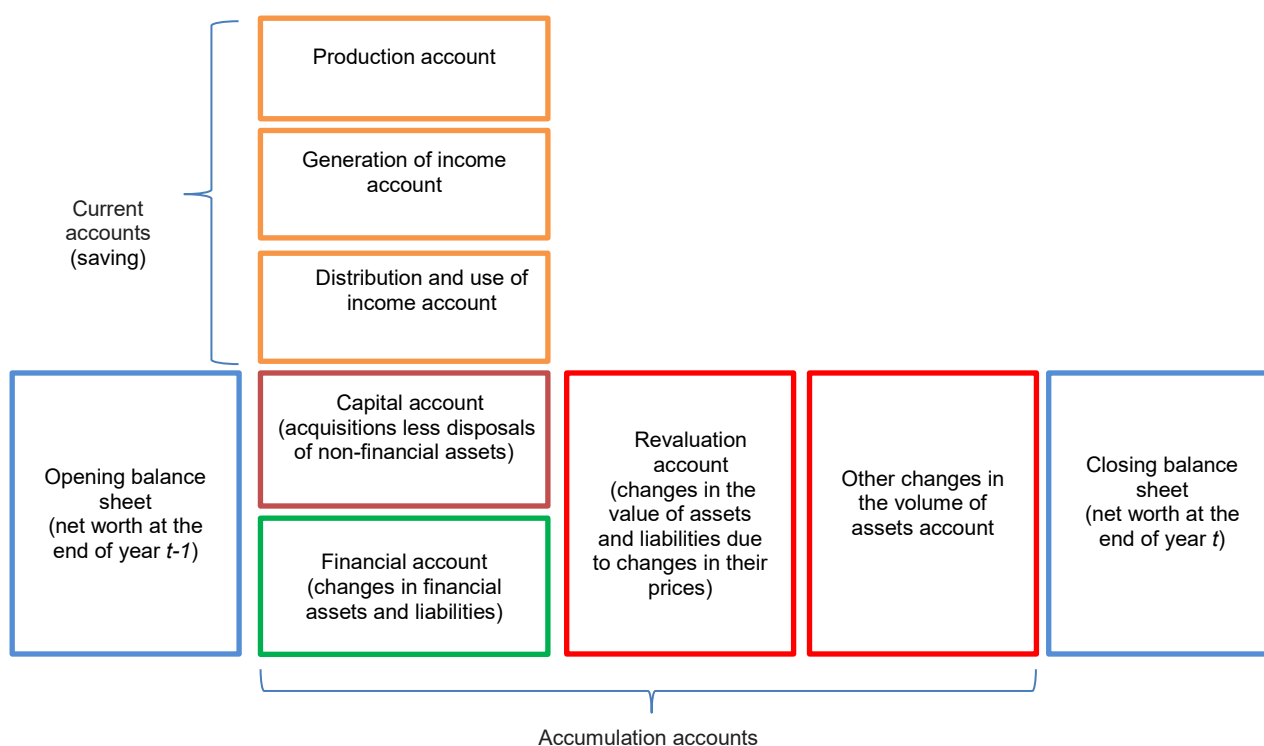 Production account
Generation of income
account
Current
accounts
(saving)
Distribution and use of
income account
Opening balance
sheet
(net worth at the
end of year t-1)
Capital account
(acquisitions less disposals
of non-financial assets)
Financial account
(changes in financial
assets and liabilities)
Revaluation
account
(changes in the
value of assets
and liabilities due
to changes in their
prices)
Other changes in
the volume of
assets account
Closing balance
sheet
(net worth at the
end of year t)
Accumulation accounts